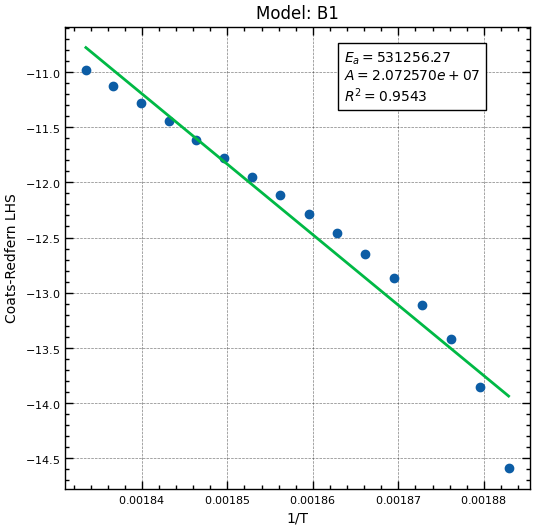 Model: B1
E_a = 531256.27
A = 2.072570e + 07
R^2 = 0.9543
Coats-Redfern LHS
−11.0
−11.5
−12.0
−12.5
−13.0
−13.5
−14.0
−14.5
0.00184 0.00185 0.00186 0.00187 0.00188
1/T